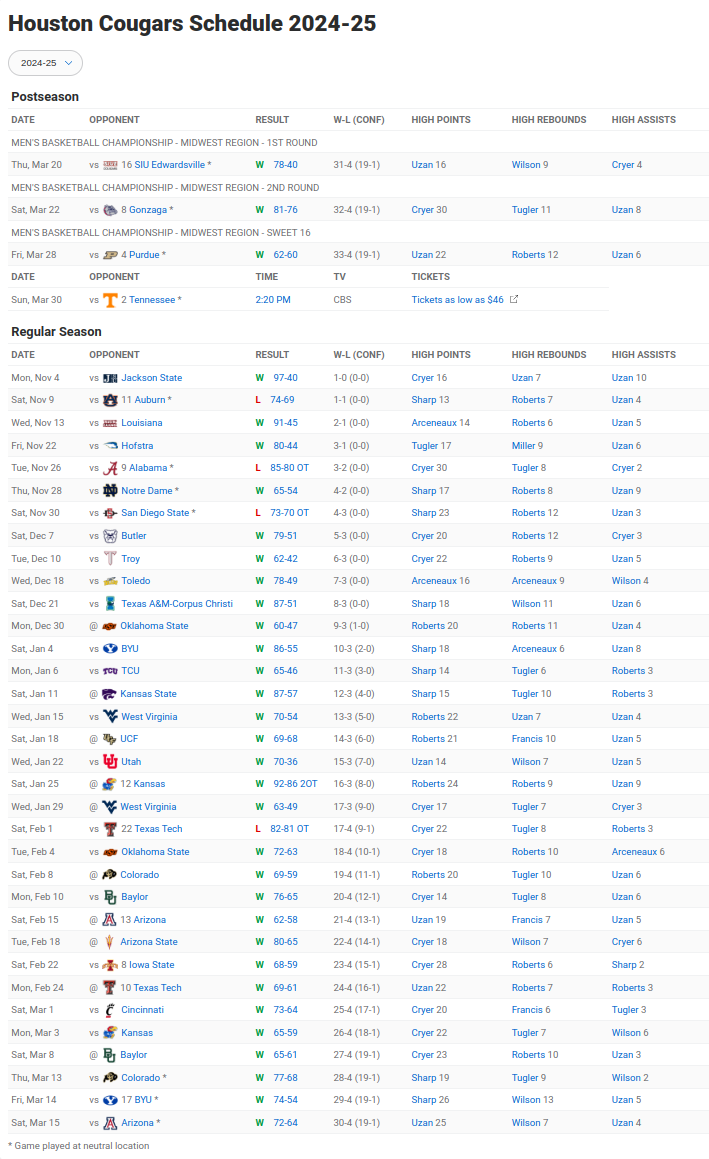 Houston Cougars Schedule 2024-25
2024-25
Postseason
DATE OPPONENT RESULT W-L (CONF) HIGH POINTS HIGH REBOUNDS HIGH ASSISTS
MEN'S BASKETBALL CHAMPIONSHIP - MIDWEST REGION - 1ST ROUND
Thu, Mar 20 vs 16 SIU Edwardsville * W 78-40 31-4 (19-1) Uzan 16 Wilson 9 Cryer 4
MEN'S BASKETBALL CHAMPIONSHIP - MIDWEST REGION - 2ND ROUND
Sat, Mar 22 vs 8 Gonzaga * W 81-76 32-4 (19-1) Cryer 30 Tugler 11 Uzan 8
MEN'S BASKETBALL CHAMPIONSHIP - MIDWEST REGION - SWEET 16
Fri, Mar 28 vs 4 Purdue * W 62-60 33-4 (19-1) Uzan 22 Roberts 12 Uzan 6
DATE OPPONENT TIME TV TICKETS
Sun, Mar 30 vs 2 Tennessee * 2:20 PM CBS Tickets as low as $46
Regular Season
DATE OPPONENT RESULT W-L (CONF) HIGH POINTS HIGH REBOUNDS HIGH ASSISTS
Mon, Nov 4 vs Jackson State W 97-40 1-0 (0-0) Cryer 16 Uzan 7 Uzan 10
Sat, Nov 9 vs 11 Auburn * L 74-69 1-1 (0-0) Sharp 13 Roberts 7 Uzan 4
Wed, Nov 13 vs Louisiana W 91-45 2-1 (0-0) Arceneaux 14 Roberts 6 Uzan 5
Fri, Nov 22 vs Hofstra W 80-44 3-1 (0-0) Tugler 17 Miller 9 Uzan 6
Tue, Nov 26 vs 9 Alabama * L 85-80 OT 3-2 (0-0) Cryer 30 Tugler 8 Cryer 2
Thu, Nov 28 vs Notre Dame * W 65-54 4-2 (0-0) Sharp 17 Roberts 8 Uzan 9
Sat, Nov 30 vs San Diego State * L 73-70 OT 4-3 (0-0) Sharp 23 Roberts 12 Uzan 3
Sat, Dec 7 vs Butler W 79-51 5-3 (0-0) Cryer 20 Roberts 12 Cryer 3
Tue, Dec 10 vs Troy W 62-42 6-3 (0-0) Cryer 22 Roberts 9 Uzan 5
Wed, Dec 18 vs Toledo W 78-49 7-3 (0-0) Arceneaux 16 Arceneaux 9 Wilson 4
Sat, Dec 21 vs Texas A&M-Corpus Christi W 87-51 8-3 (0-0) Sharp 18 Wilson 11 Uzan 6
Mon, Dec 30 @ Oklahoma State W 60-47 9-3 (1-0) Roberts 20 Roberts 11 Uzan 4
Sat, Jan 4 vs BYU W 86-55 10-3 (2-0) Sharp 18 Arceneaux 6 Uzan 8
Mon, Jan 6 vs TCU W 65-46 11-3 (3-0) Sharp 14 Tugler 6 Roberts 3
Sat, Jan 11 @ Kansas State W 87-57 12-3 (4-0) Sharp 15 Tugler 10 Roberts 3
Wed, Jan 15 vs West Virginia W 70-54 13-3 (5-0) Roberts 22 Uzan 7 Uzan 4
Sat, Jan 18 @ UCF W 69-68 14-3 (6-0) Roberts 21 Francis 10 Uzan 5
Wed, Jan 22 vs Utah W 70-36 15-3 (7-0) Uzan 14 Wilson 7 Uzan 5
Sat, Jan 25 @ 12 Kansas W 92-86 2OT 16-3 (8-0) Roberts 24 Roberts 9 Uzan 9
Wed, Jan 29 @ West Virginia W 63-49 17-3 (9-0) Cryer 17 Tugler 7 Cryer 3
Sat, Feb 1 vs 22 Texas Tech L 82-81 OT 17-4 (9-1) Cryer 22 Tugler 8 Roberts 3
Tue, Feb 4 vs Oklahoma State W 72-63 18-4 (10-1) Cryer 18 Roberts 10 Arceneaux 6
Sat, Feb 8 @ Colorado W 69-59 19-4 (11-1) Roberts 20 Tugler 10 Uzan 6
Mon, Feb 10 vs Baylor W 76-65 20-4 (12-1) Cryer 14 Tugler 8 Uzan 6
Sat, Feb 15 @ 13 Arizona W 62-58 21-4 (13-1) Uzan 19 Francis 7 Uzan 5
Tue, Feb 18 @ Arizona State W 80-65 22-4 (14-1) Cryer 18 Wilson 7 Cryer 6
Sat, Feb 22 vs 8 Iowa State W 68-59 23-4 (15-1) Cryer 28 Roberts 6 Sharp 2
Mon, Feb 24 @ 10 Texas Tech W 69-61 24-4 (16-1) Uzan 22 Roberts 7 Roberts 3
Sat, Mar 1 vs Cincinnati W 73-64 25-4 (17-1) Cryer 20 Francis 6 Tugler 3
Mon, Mar 3 vs Kansas W 65-59 26-4 (18-1) Cryer 22 Tugler 7 Wilson 6
Sat, Mar 8 @ Baylor W 65-61 27-4 (19-1) Cryer 23 Roberts 10 Uzan 3
Thu, Mar 13 vs Colorado * W 77-68 28-4 (19-1) Sharp 19 Tugler 9 Wilson 2
Fri, Mar 14 vs 17 BYU * W 74-54 29-4 (19-1) Sharp 26 Wilson 13 Uzan 5
Sat, Mar 15 vs Arizona * W 72-64 30-4 (19-1) Uzan 25 Wilson 7 Uzan 4
* Game played at neutral location